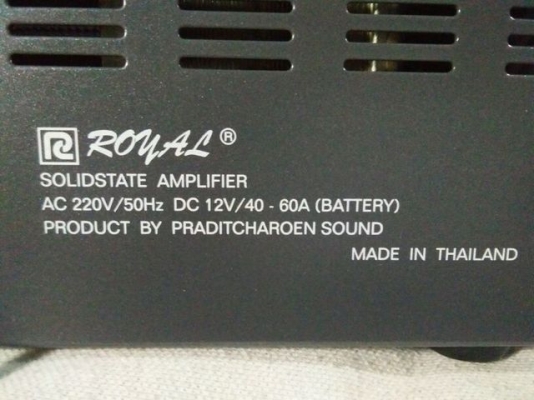 R ROYAL ®
SOLIDSTATE AMPLIFIER
AC 220V/50Hz DC 12V/40 - 60A (BATTERY)
PRODUCT BY PRADITCHAROEN SOUND
MADE IN THAILAND